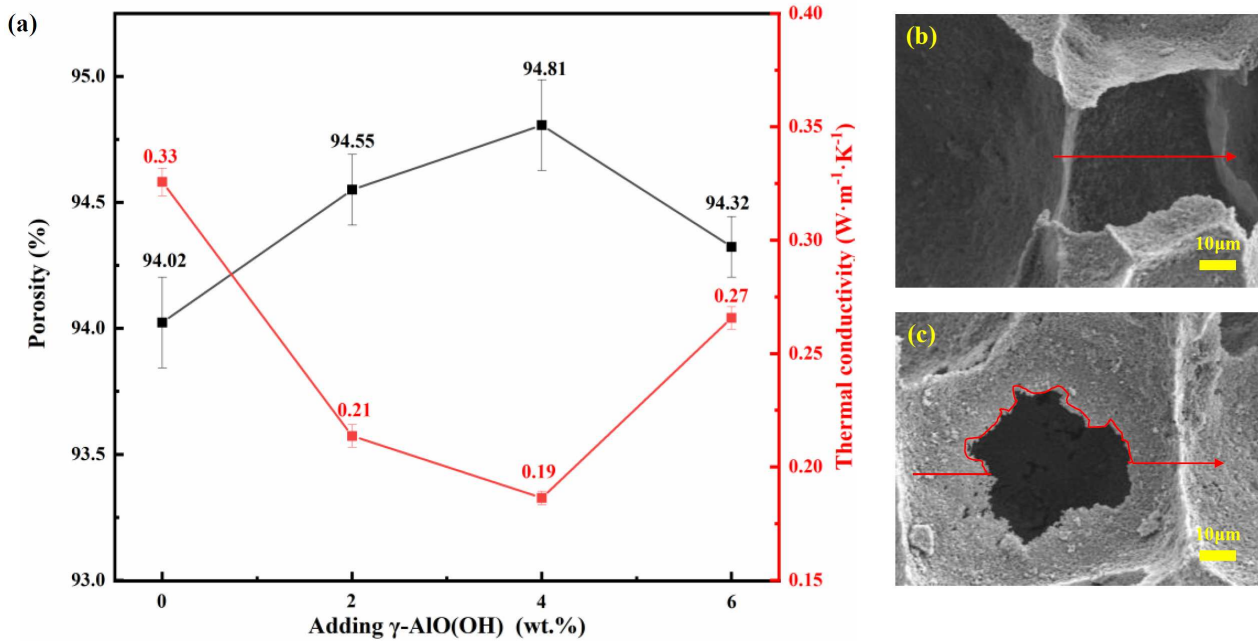 (a)
Porosity (%)
95.0
94.5
94.0
93.5
93.0
94.02
94.55
94.81
94.32
0.33
0.21
0.19
0.27
0.40
0.35
0.30
0.25
0.20
0.15
Thermal conductivity (W·m⁻¹·K⁻¹)
0 2 4 6
Adding γ-AlO(OH) (wt.%)
(b)
10μm
(c)
10μm